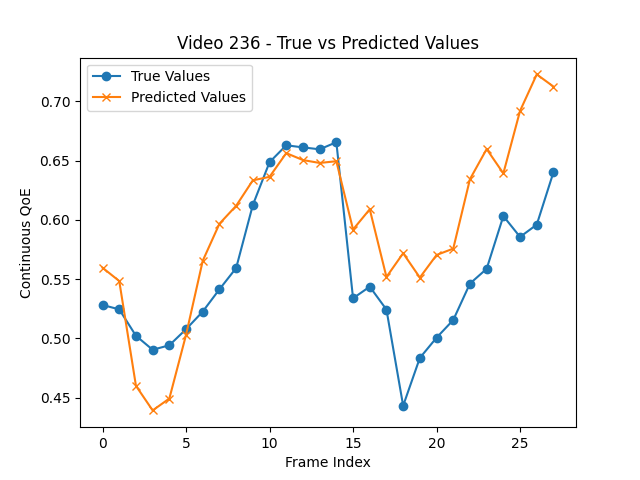 Video 236 - True vs Predicted Values
True Values
Predicted Values
0.70
0.65
0.60
0.55
0.50
0.45
Continuous QoE
0 5 10 15 20 25
Frame Index